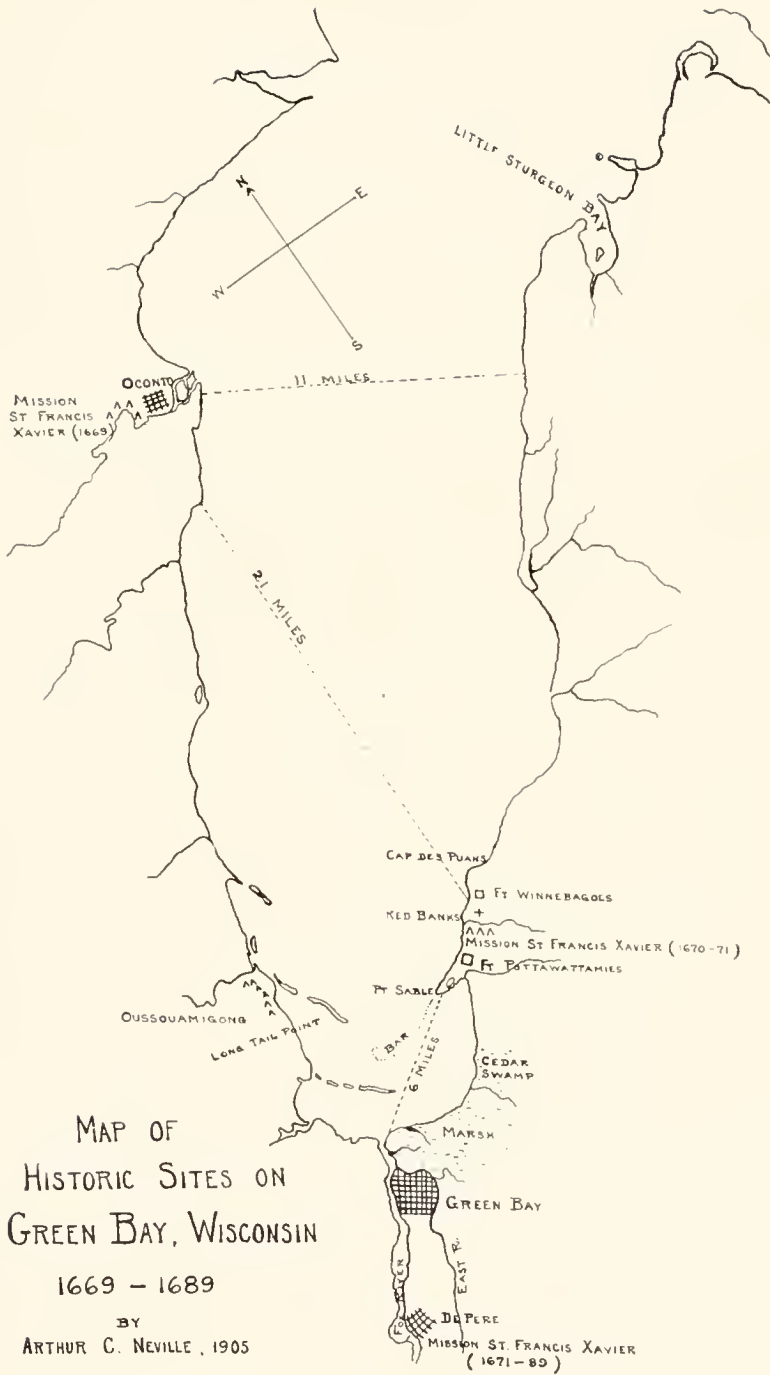 LITTLE STURGEON BAY
N
E
W
S
OCONTO
MISSION
ST FRANCIS
XAVIER (1669)
11 MILES
21 MILES
CAP DES PUANS
FT WINNEBAGOES
RED BANKS
MISSION ST FRANCIS XAVIER (1670-71)
FT POTTAWATTAMIES
PT SABLE
OUSSOUAMIGONG
LONG TAIL POINT
BAR
6 MILES
CEDAR
SWAMP
MARSH
GREEN BAY
FOX RIVER
EAST R.
DE PERE
MISSION ST. FRANCIS XAVIER
(1671-89)
MAP OF
HISTORIC SITES ON
GREEN BAY, WISCONSIN
1669 - 1689
BY
ARTHUR C. NEVILLE, 1905